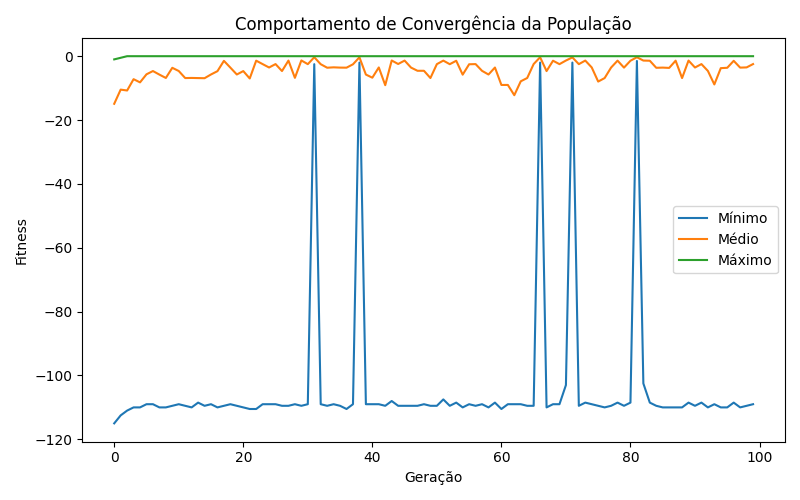 Comportamento de Convergência da População
Fitness
0
−20
−40
−60
−80
−100
−120
0 20 40 60 80 100
Geração
Mínimo
Médio
Máximo